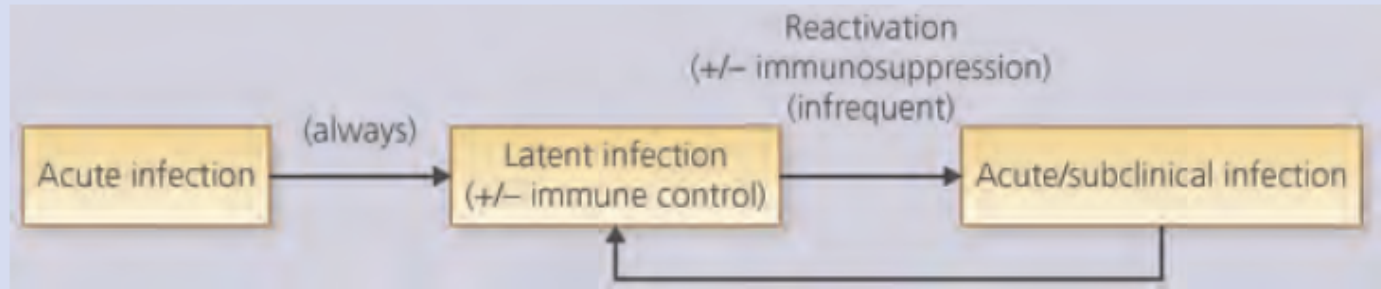 Reactivation
(+/– immunosuppression)
(infrequent)
(always)
Acute infection
Latent infection
(+/– immune control)
Acute/subclinical infection